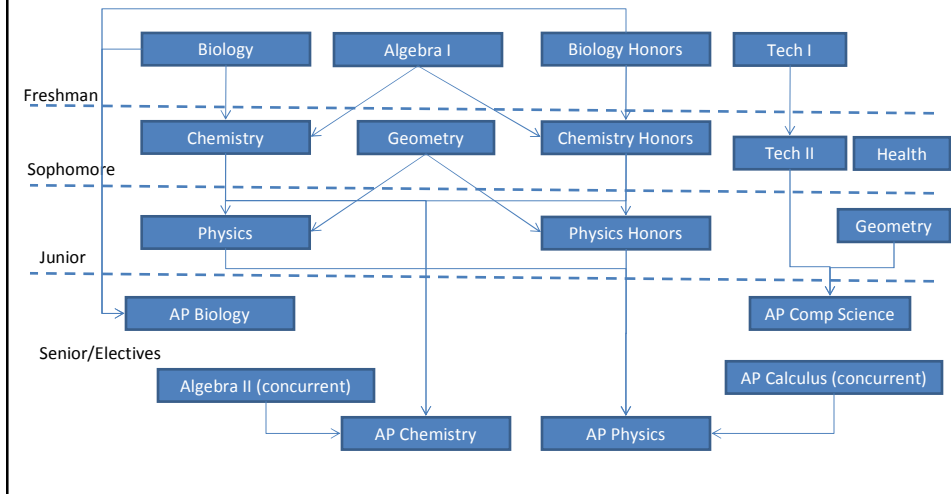 Biology
Algebra I
Biology Honors
Tech I
Freshman
Chemistry
Geometry
Chemistry Honors
Tech II
Health
Sophomore
Physics
Physics Honors
Geometry
Junior
AP Biology
AP Comp Science
Senior/Electives
Algebra II (concurrent)
AP Calculus (concurrent)
AP Chemistry
AP Physics